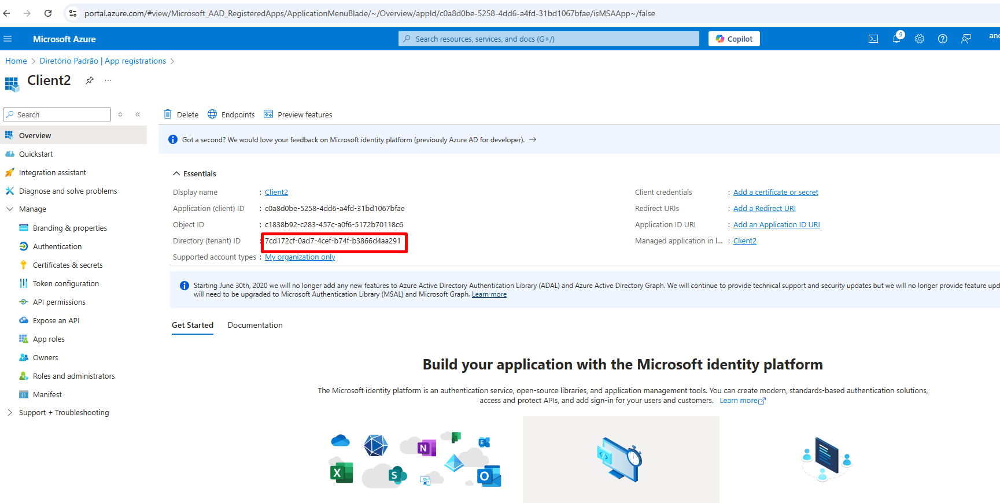 portal.azure.com/#view/Microsoft_AAD_RegisteredApps/ApplicationMenuBlade/~/Overview/appId/c0a8d0be-5258-4dd6-a4fd-31bd1067bfae/isMSAApp~/false
Microsoft Azure
Search resources, services, and docs (G+/)
Copilot
9
Home > Diretório Padrão | App registrations >
Client2
Search
Overview
Quickstart
Integration assistant
Diagnose and solve problems
Manage
Branding & properties
Authentication
Certificates & secrets
Token configuration
API permissions
Expose an API
App roles
Owners
Roles and administrators
Manifest
Support + Troubleshooting
Delete
Endpoints
Preview features
Got a second? We would love your feedback on Microsoft identity platform (previously Azure AD for developer). →
Essentials
Display name : Client2
Application (client) ID : c0a8d0be-5258-4dd6-a4fd-31bd1067bfae
Object ID : c1838b92-c283-457c-a0f6-5172b70118c6
Directory (tenant) ID : 7cd172cf-0ad7-4cef-b74f-b3866d4aa291
Supported account types : My organization only
Client credentials : Add a certificate or secret
Redirect URIs : Add a Redirect URI
Application ID URI : Add an Application ID URI
Managed application in l... : Client2
Starting June 30th, 2020 we will no longer add any new features to Azure Active Directory Authentication Library (ADAL) and Azure Active Directory Graph. We will continue to provide technical support and security updates but we will no longer provide feature upd
will need to be upgraded to Microsoft Authentication Library (MSAL) and Microsoft Graph. Learn more
Get Started
Documentation
Build your application with the Microsoft identity platform
The Microsoft identity platform is an authentication service, open-source libraries, and application management tools. You can create modern, standards-based authentication solutions,
access and protect APIs, and add sign-in for your users and customers. Learn more
N
E
X
S
O